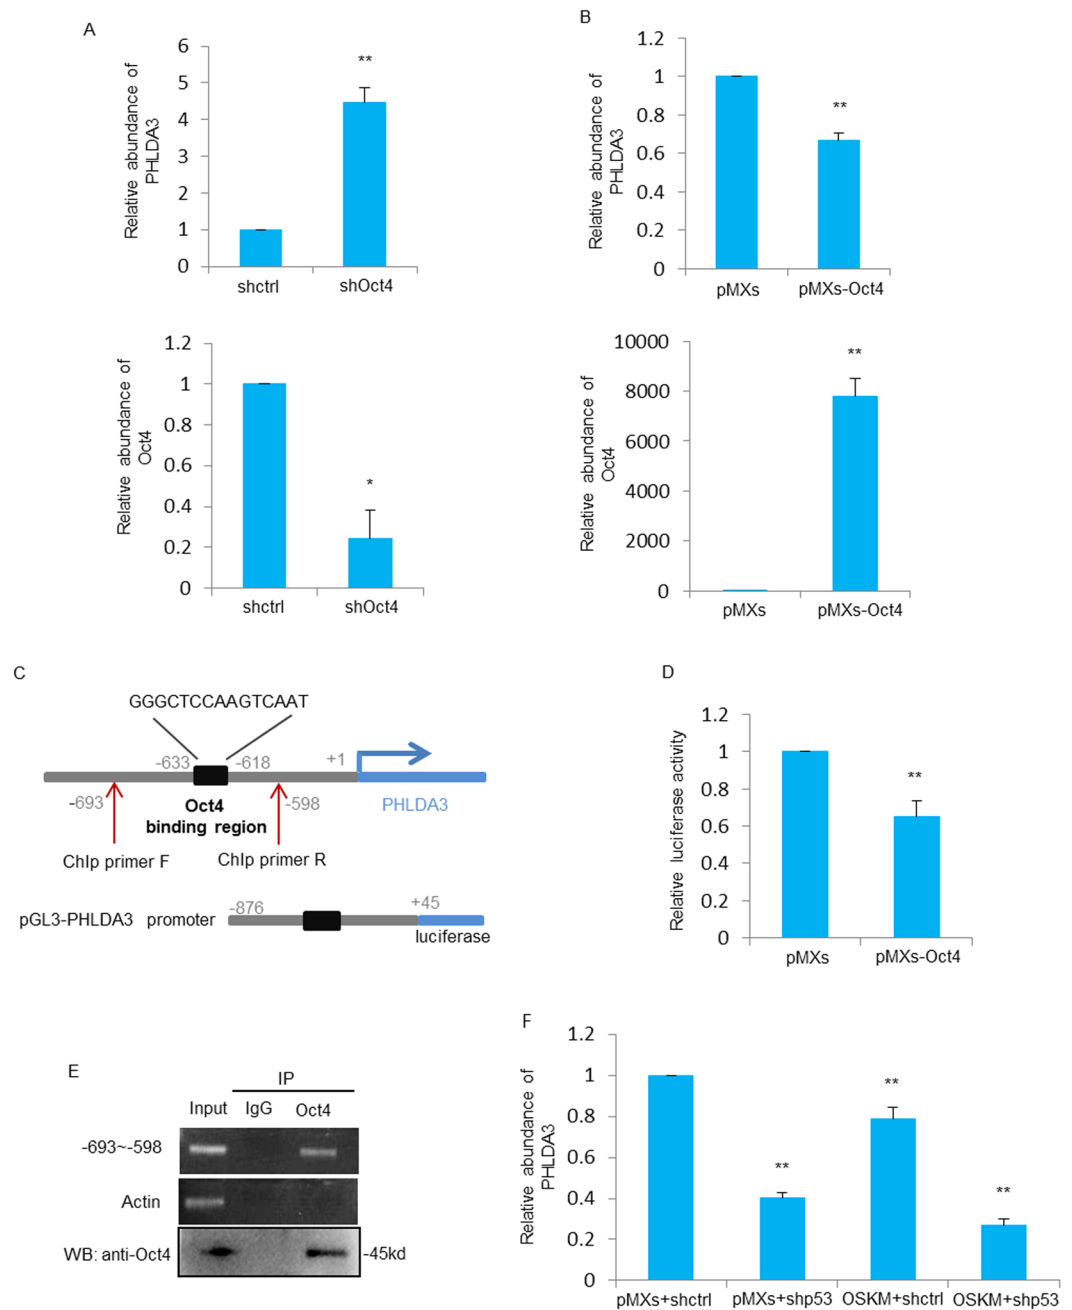 A
Relative abundance of
PHLDA3
6
5
4
3
2
1
0
**
shctrl
shOct4
Relative abundance of
Oct4
1.2
1
0.8
0.6
0.4
0.2
0
*
shctrl
shOct4
B
Relative abundance of
PHLDA3
1.2
1
0.8
0.6
0.4
0.2
0
**
pMXs
pMXs-Oct4
Relative abundance of
Oct4
10000
8000
6000
4000
2000
0
**
pMXs
pMXs-Oct4
C
GGGCTCCAAGTCAAT
-633
-618
+1
-693
Oct4
binding region
-598
PHLDA3
ChIp primer F
ChIp primer R
pGL3-PHLDA3 promoter
-876
+45
luciferase
D
Relative luciferase activity
1.2
1
0.8
0.6
0.4
0.2
0
**
pMXs
pMXs-Oct4
E
IP
Input IgG Oct4
-693~-598
Actin
WB: anti-Oct4
-45kd
F
Relative abundance of
PHLDA3
1.2
1
0.8
0.6
0.4
0.2
0
**
**
**
pMXs+shctrl
pMXs+shp53
OSKM+shctrl
OSKM+shp53